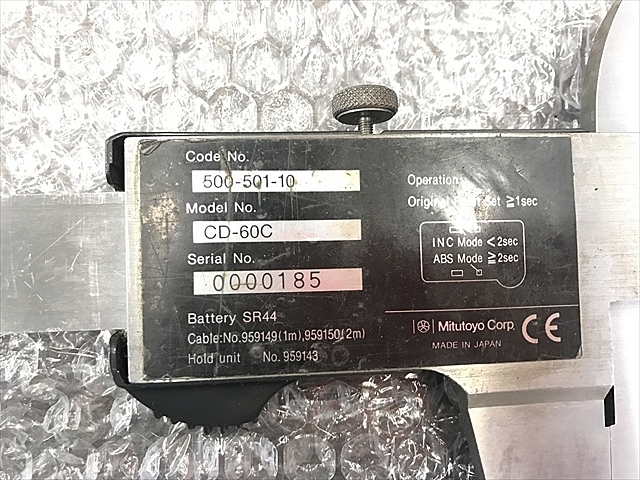 Code No.
500-501-10
Model No.
CD-60C
Serial No.
0000185
Battery SR44
Cable:No.959149(1m),959150(2m)
Hold unit No. 959143
Operation
Original Set ≧1sec
INC Mode <2sec
ABS Mode ≧2sec
Mitutoyo Corp. CE
MADE IN JAPAN